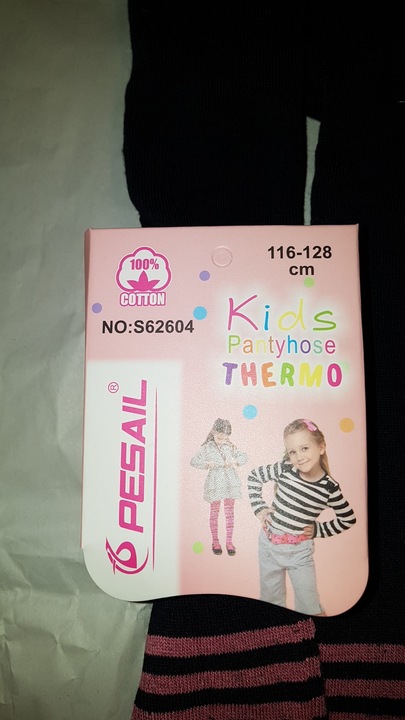 100%
COTTON
116-128
cm
NO:S62604
Kids
Pantyhose
THERMO
PESAIL®